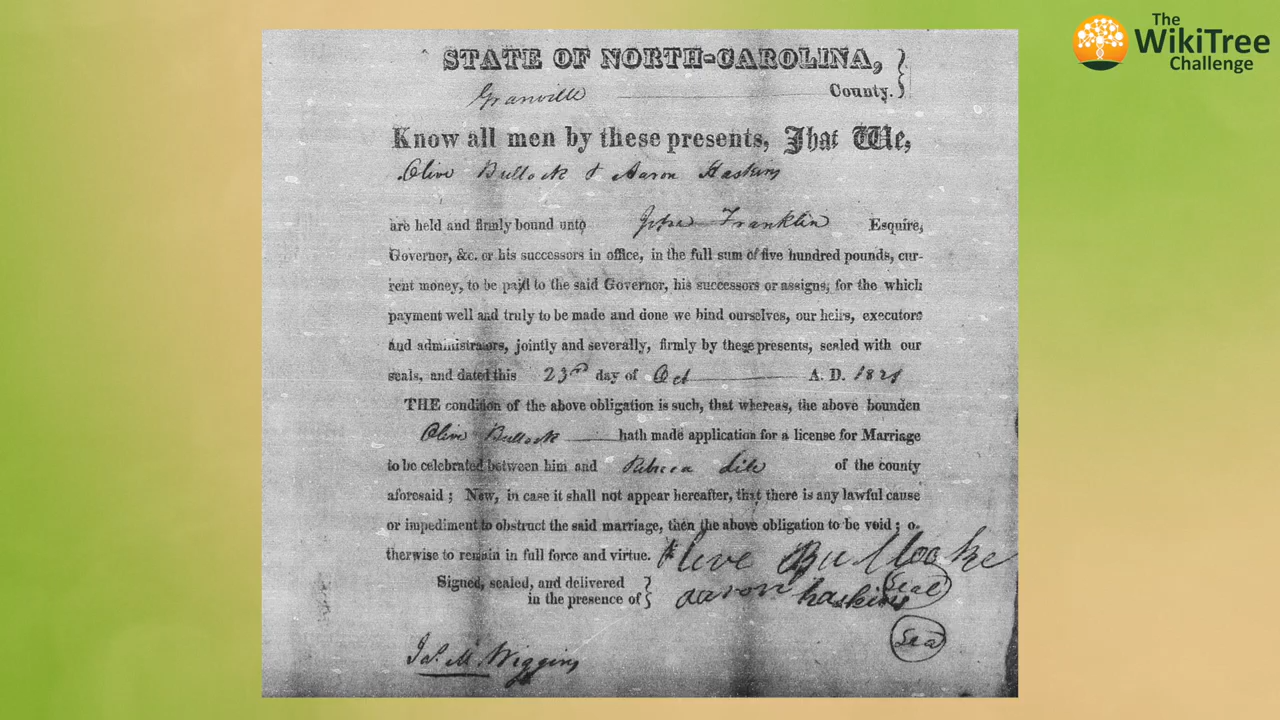 The
WikiTree
Challenge
STATE OF NORTH-CAROLINA,
Granville County.
Know all men by these presents, That We,
Olive Bullock & Aaron Haskins
are held and firmly bound unto Jesse Franklin Esquire,
Governor, &c. or his successors in office, in the full sum of five hundred pounds, cur-
rent money, to be paid to the said Governor, his successors or assigns, for the which
payment well and truly to be made and done we bind ourselves, our heirs, executors
and administrators, jointly and severally, firmly by these presents, sealed with our
seals, and dated this 23rd day of Oct A. D. 1821
THE condition of the above obligation is such, that whereas, the above bounden
Olive Bullock hath made application for a license for Marriage
to be celebrated between him and of the county
aforesaid ; Now, in case it shall not appear hereafter, that there is any lawful cause
or impediment to obstruct the said marriage, then the above obligation to be void ; o-
therwise to remain in full force and virtue. Olive Bulloake
Signed, sealed, and delivered
in the presence of
aaron haskins
Seal
Seal
Jas. M. Wiggins